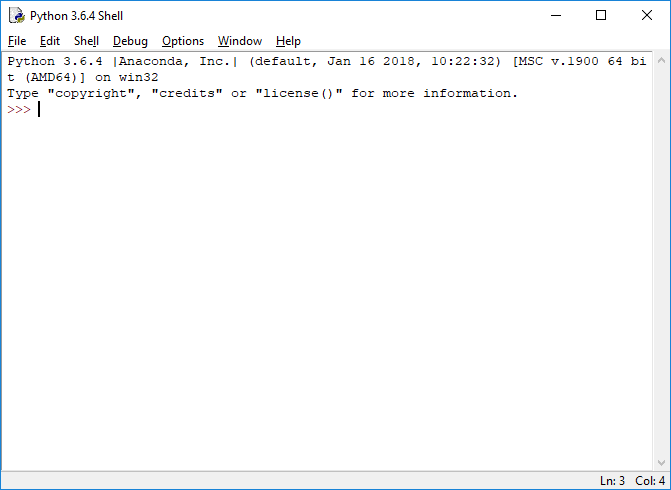 Python 3.6.4 Shell
File Edit Shell Debug Options Window Help
Python 3.6.4 |Anaconda, Inc.| (default, Jan 16 2018, 10:22:32) [MSC v.1900 64 bi
t (AMD64)] on win32
Type "copyright", "credits" or "license()" for more information.
>>>
Ln: 3 Col: 4